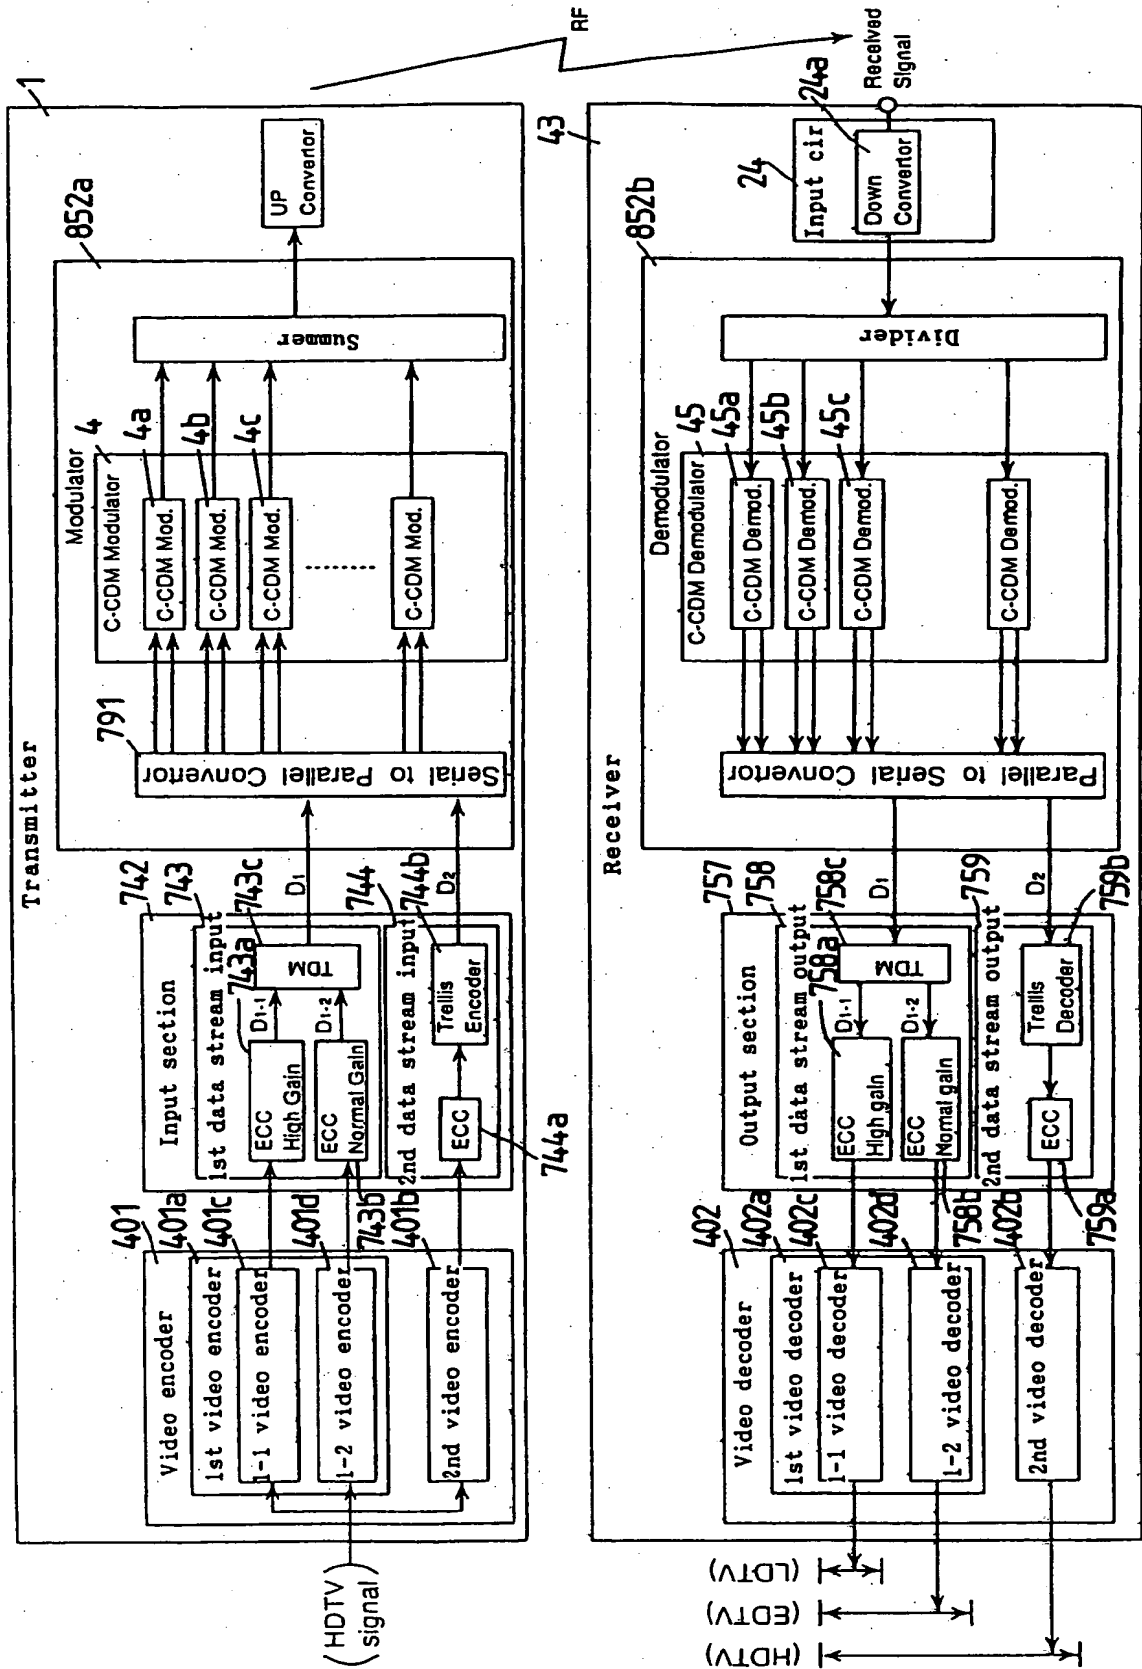 Transmitter
1
(HDTV signal)
Video encoder
401
1st video encoder
401a
1-1 video encoder
401c
1-2 video encoder
401d
2nd video encoder
401b
Input section
742
1st data stream input
743
ECC High Gain
743a
ECC Normal Gain
743b
D1-1
D1-2
TDM
743c
2nd data stream input
744
ECC
744a
Trellis Encoder
744b
D1
D2
Modulator
852a
Serial to Parallel Convertor
791
C-CDM Modulator
4
C-CDM Mod.
4a
C-CDM Mod.
4b
C-CDM Mod.
4c
C-CDM Mod.
Summer
UP Convertor
RF
Receiver
43
Received Signal
Input cir
24
Down Convertor
24a
Demodulator
852b
Divider
C-CDM Demodulator
45
C-CDM Demod.
45a
C-CDM Demod.
45b
C-CDM Demod.
45c
C-CDM Demod.
Parallel to Serial Convertor
D1
D2
Output section
757
1st data stream output
758
TDM
758c
D1-1
D1-2
ECC High gain
758a
ECC Normal gain
758b
2nd data stream output
759
Trellis Decoder
759b
ECC
759a
Video decoder
402
1st video decoder
402a
1-1 video decoder
402c
1-2 video decoder
402d
2nd video decoder
402b
(LDTV)
(EDTV)
(HDTV)